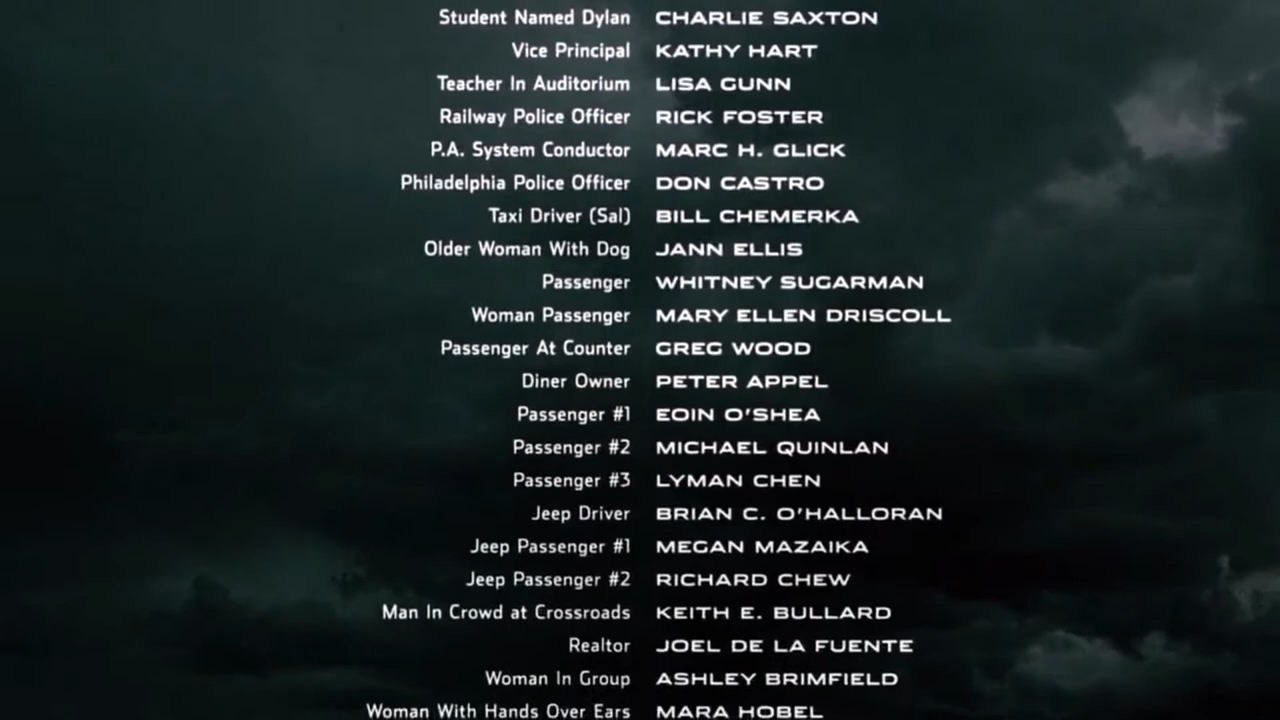 Student Named Dylan CHARLIE SAXTON
Vice Principal KATHY HART
Teacher In Auditorium LISA GUNN
Railway Police Officer RICK FOSTER
P.A. System Conductor MARC H. GLICK
Philadelphia Police Officer DON CASTRO
Taxi Driver (Sal) BILL CHEMERKA
Older Woman With Dog JANN ELLIS
Passenger WHITNEY SUGARMAN
Woman Passenger MARY ELLEN DRISCOLL
Passenger At Counter GREG WOOD
Diner Owner PETER APPEL
Passenger #1 EOIN O'SHEA
Passenger #2 MICHAEL QUINLAN
Passenger #3 LYMAN CHEN
Jeep Driver BRIAN C. O'HALLORAN
Jeep Passenger #1 MEGAN MAZAIKA
Jeep Passenger #2 RICHARD CHEW
Man In Crowd at Crossroads KEITH E. BULLARD
Realtor JOEL DE LA FUENTE
Woman In Group ASHLEY BRIMFIELD
Woman With Hands Over Ears MARA HOBEL